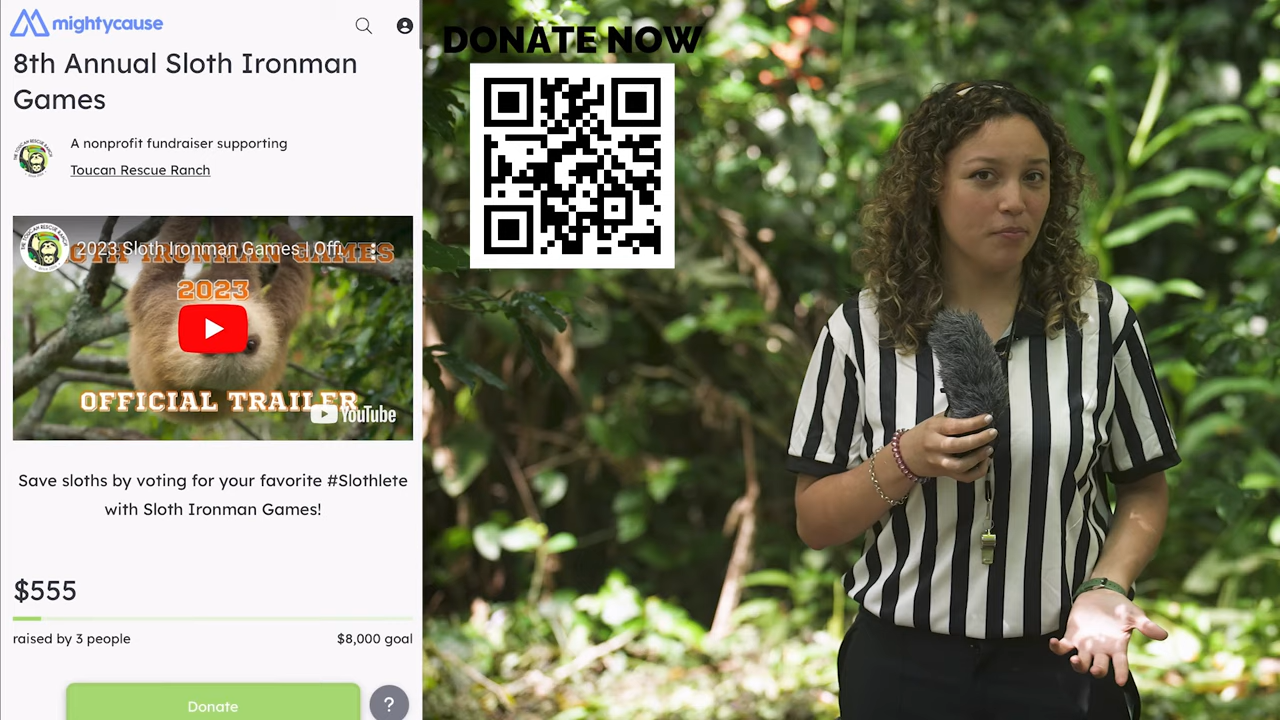 mightycause
8th Annual Sloth Ironman
Games
A nonprofit fundraiser supporting
Toucan Rescue Ranch
2023 Sloth Ironman Games | Offi...
IRONMAN GAMES
2023
OFFICIAL TRAILER
YouTube
Save sloths by voting for your favorite #Slothlete
with Sloth Ironman Games!
$555
raised by 3 people
$8,000 goal
Donate
?
DONATE NOW